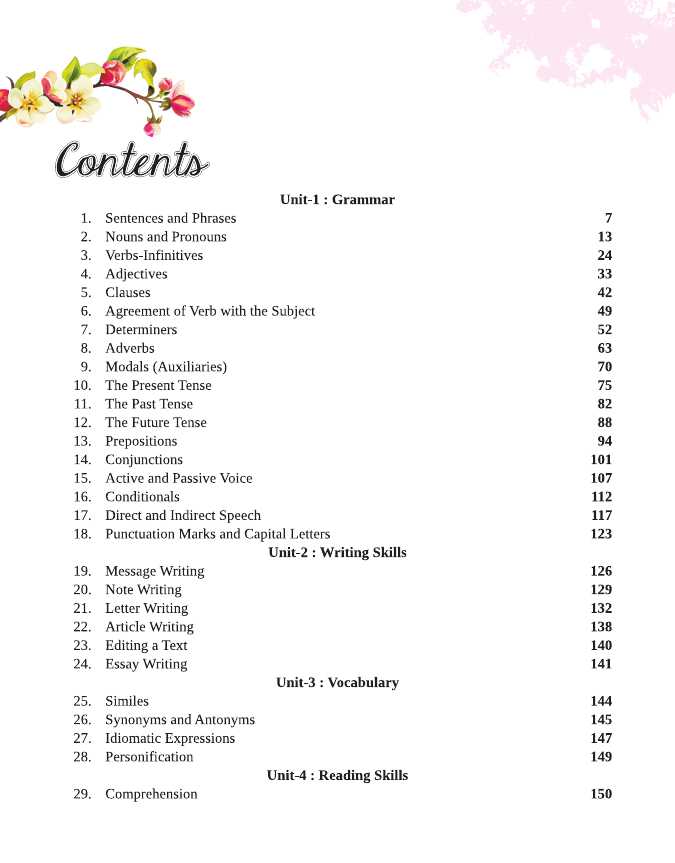 Contents
Unit-1 : Grammar
1. Sentences and Phrases 7
2. Nouns and Pronouns 13
3. Verbs-Infinitives 24
4. Adjectives 33
5. Clauses 42
6. Agreement of Verb with the Subject 49
7. Determiners 52
8. Adverbs 63
9. Modals (Auxiliaries) 70
10. The Present Tense 75
11. The Past Tense 82
12. The Future Tense 88
13. Prepositions 94
14. Conjunctions 101
15. Active and Passive Voice 107
16. Conditionals 112
17. Direct and Indirect Speech 117
18. Punctuation Marks and Capital Letters 123
Unit-2 : Writing Skills
19. Message Writing 126
20. Note Writing 129
21. Letter Writing 132
22. Article Writing 138
23. Editing a Text 140
24. Essay Writing 141
Unit-3 : Vocabulary
25. Similes 144
26. Synonyms and Antonyms 145
27. Idiomatic Expressions 147
28. Personification 149
Unit-4 : Reading Skills
29. Comprehension 150